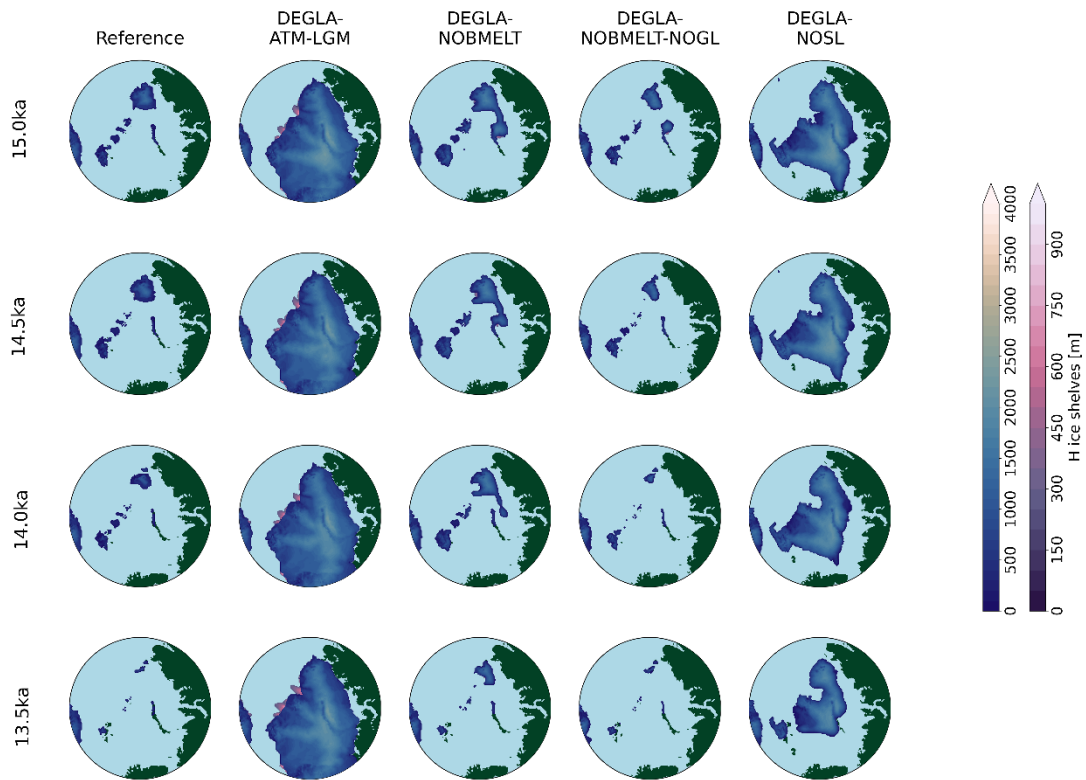 Reference
DEGLA-
ATM-LGM
DEGLA-
NOBMELT
DEGLA-
NOBMELT-NOGL
DEGLA-
NOSL
15.0ka
14.5ka
14.0ka
13.5ka
0
500
1000
1500
2000
2500
3000
3500
4000
0
150
300
450
600
750
900
H ice shelves [m]